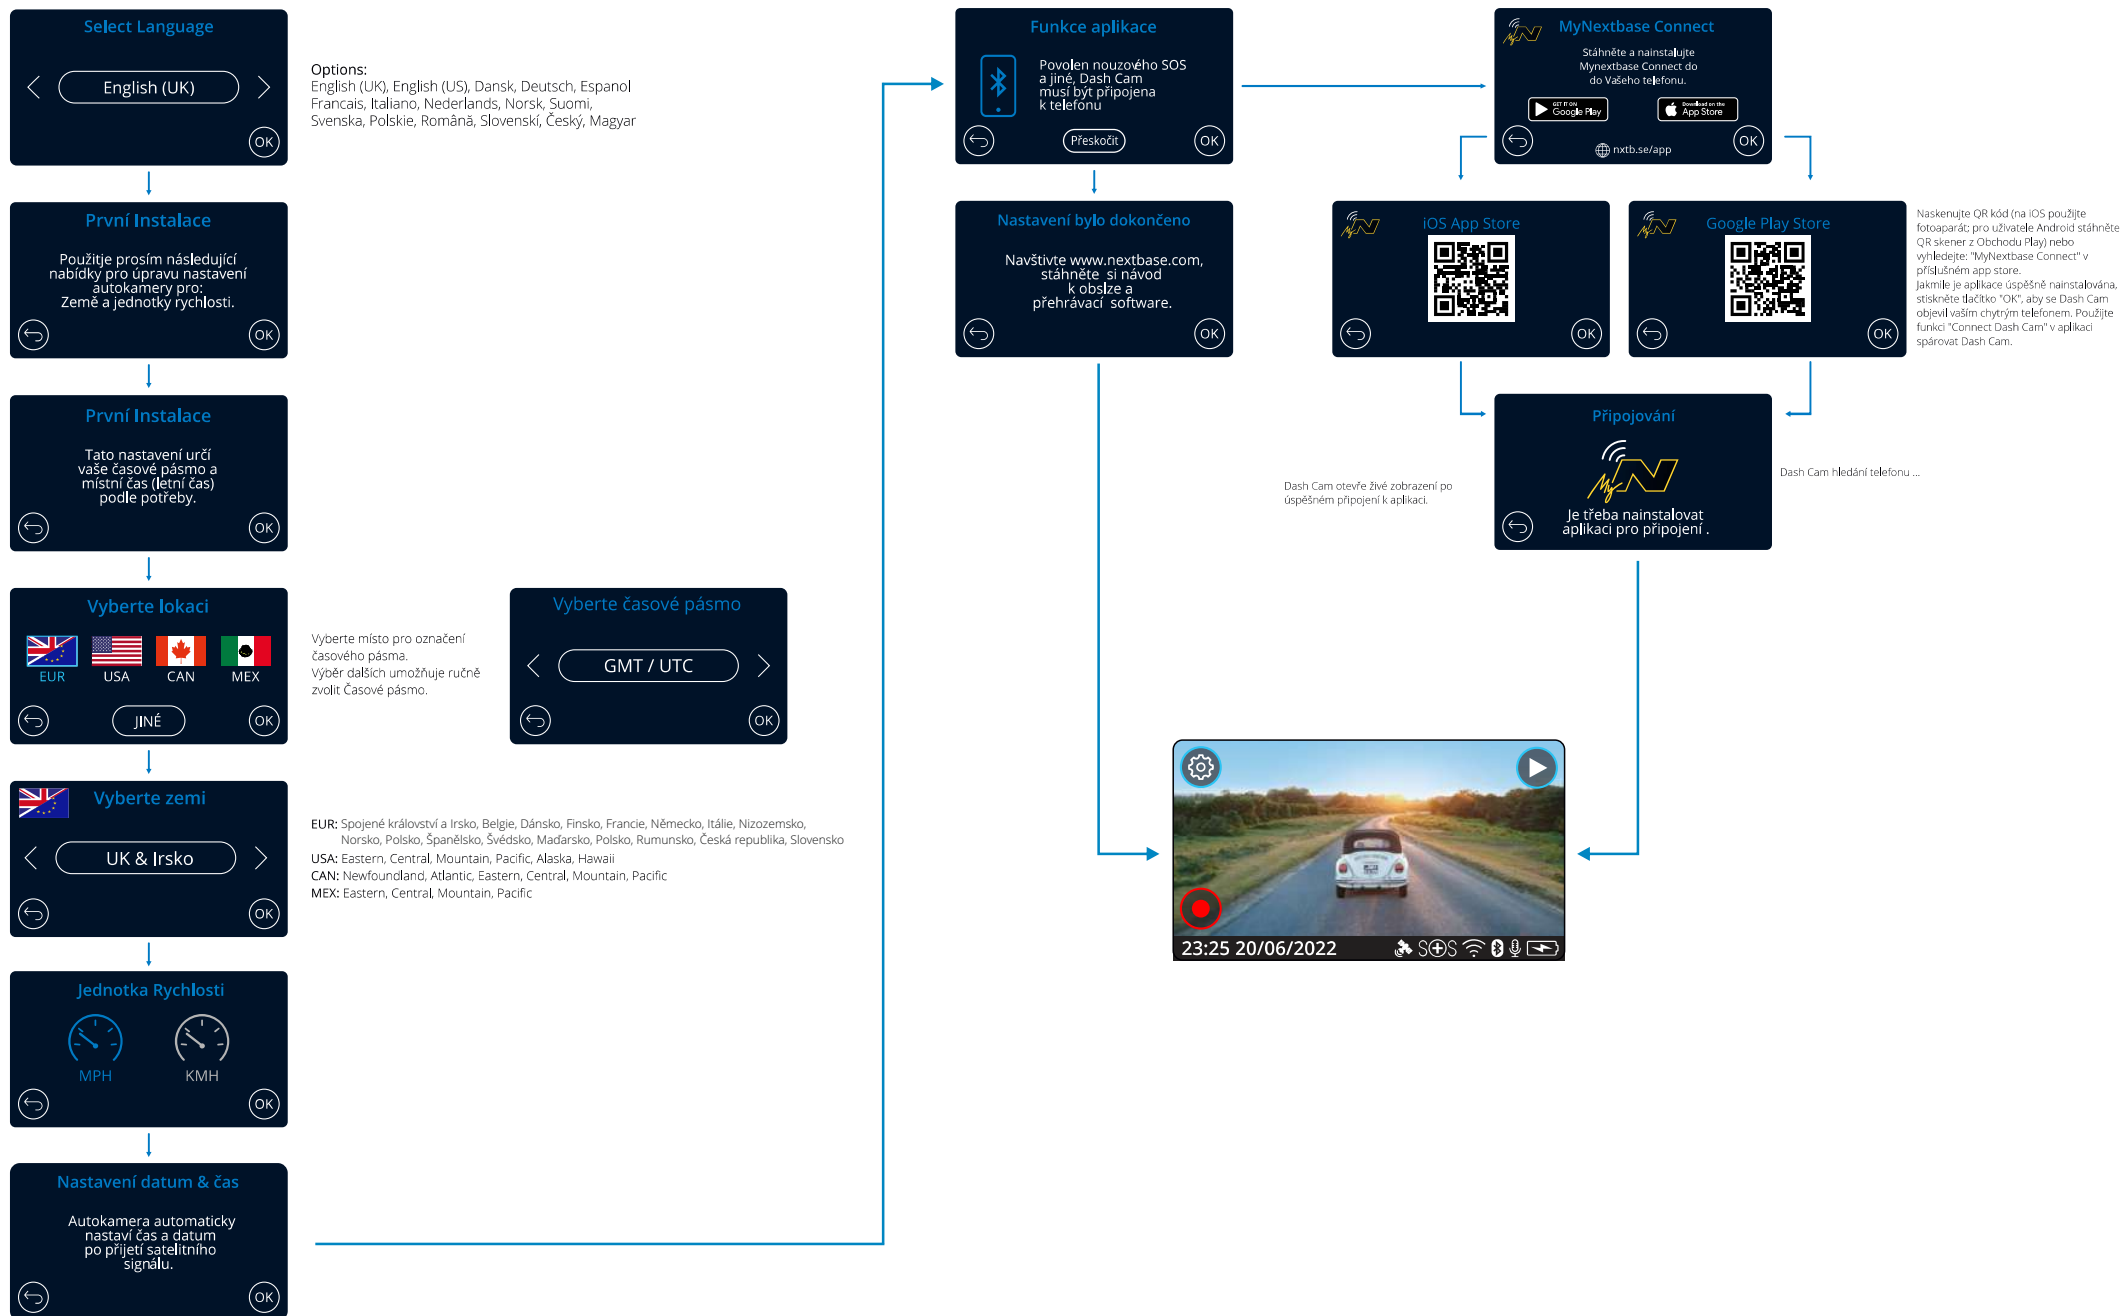 Select Language
English (UK)
OK
Options:
English (UK), English (US), Dansk, Deutsch, Espanol
Francais, Italiano, Nederlands, Norsk, Suomi,
Svenska, Polskie, Română, Slovenskí, Český, Magyar
První Instalace
Použitje prosím následující
nabídky pro úpravu nastavení
autokamery pro:
Země a jednotky rychlosti.
OK
První Instalace
Tato nastavení určí
vaše časové pásmo a
místní čas (letní čas)
podle potřeby.
OK
Vyberte lokaci
EUR USA CAN MEX
JINÉ
OK
Vyberte místo pro označení
časového pásma.
Výběr dalších umožňuje ručně
zvolit Časové pásmo.
Vyberte časové pásmo
GMT / UTC
OK
Vyberte zemi
UK & Irsko
OK
EUR: Spojené království a Irsko, Belgie, Dánsko, Finsko, Francie, Německo, Itálie, Nizozemsko,
Norsko, Polsko, Španělsko, Švédsko, Maďarsko, Polsko, Rumunsko, Česká republika, Slovensko
USA: Eastern, Central, Mountain, Pacific, Alaska, Hawaii
CAN: Newfoundland, Atlantic, Eastern, Central, Mountain, Pacific
MEX: Eastern, Central, Mountain, Pacific
Jednotka Rychlosti
MPH KMH
OK
Nastavení datum & čas
Autokamera automaticky
nastaví čas a datum
po přijetí satelitního
signálu.
OK
Funkce aplikace
Povolen nouzového SOS
a jiné, Dash Cam
musí být připojena
k telefonu
Přeskočit
OK
Nastavení bylo dokončeno
Navštivte www.nextbase.com,
stáhněte si návod
k obslze a
přehrávací software.
OK
My N
MyNextbase Connect
Stáhněte a nainstalujte
Mynextbase Connect do
do Vašeho telefonu.
GET IT ON
Google Play
Download on the
App Store
nxtb.se/app
OK
My N
iOS App Store
OK
My N
Google Play Store
OK
Naskenujte QR kód (na iOS použijte
fotoaparát; pro uživatele Android stáhněte
QR skener z Obchodu Play) nebo
vyhledejte: "MyNextbase Connect" v
příslušném app store.
Jakmile je aplikace úspěšně nainstalována,
stiskněte tlačítko "OK", aby se Dash Cam
objevil vaším chytrým telefonem. Použijte
funkci "Connect Dash Cam" v aplikaci
spárovat Dash Cam.
Připojování
My N
Je třeba nainstalovat
aplikaci pro připojení .
Dash Cam otevře živé zobrazení po
úspěšném připojení k aplikaci.
Dash Cam hledání telefonu ...
23:25 20/06/2022 SOS